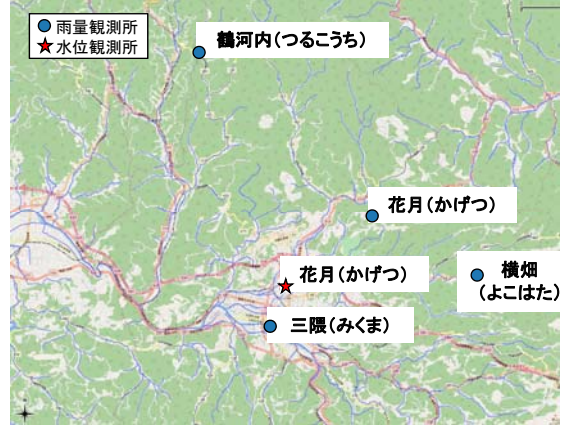 雨量観測所
水位観測所
鶴河内（つるこうち）
花月（かげつ）
花月（かげつ）
横畑
（よこはた）
三隈（みくま）